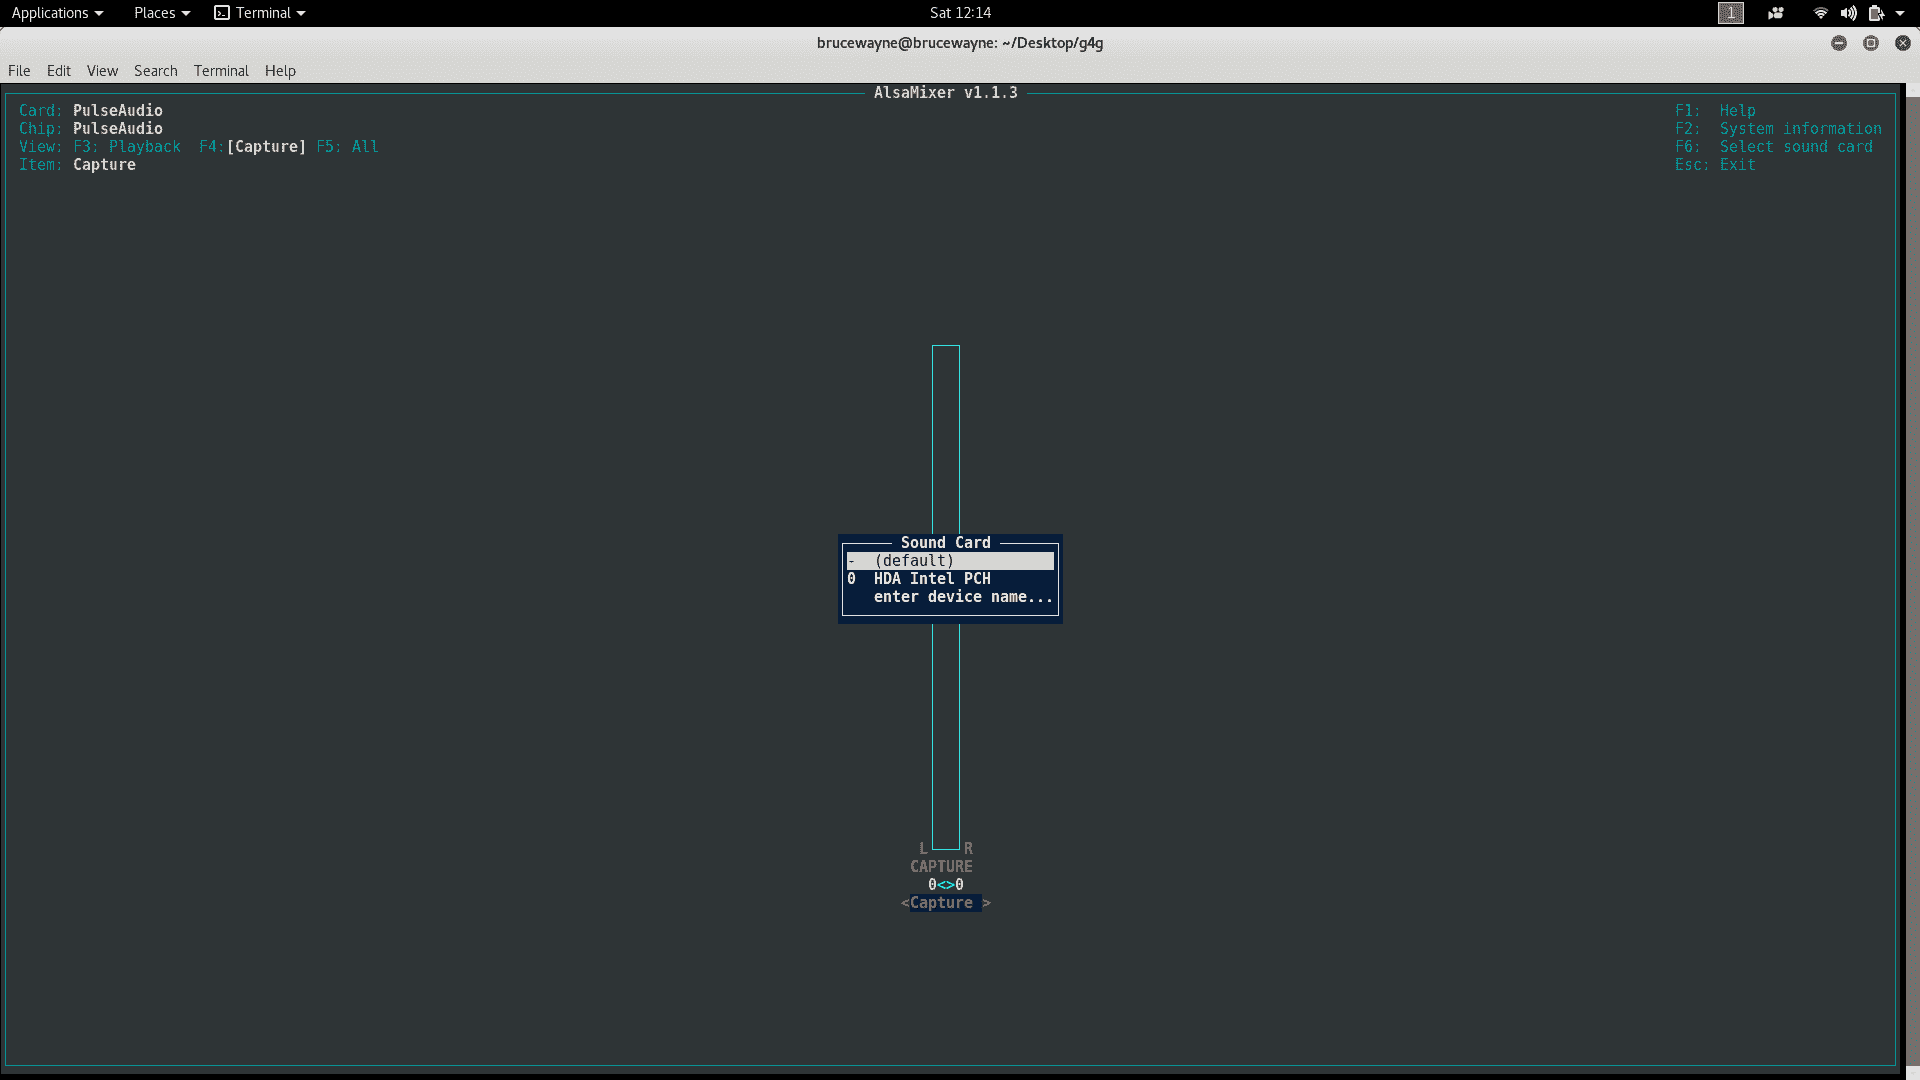 Applications Places Terminal Sat 12:14 1
brucewayne@brucewayne: ~/Desktop/g4g
File Edit View Search Terminal Help
AlsaMixer v1.1.3
Card: PulseAudio F1: Help
Chip: PulseAudio F2: System information
View: F3: Playback F4:[Capture] F5: All F6: Select sound card
Item: Capture Esc: Exit
Sound Card
- (default)
0 HDA Intel PCH
enter device name...
L R
CAPTURE
0<>0
<Capture >